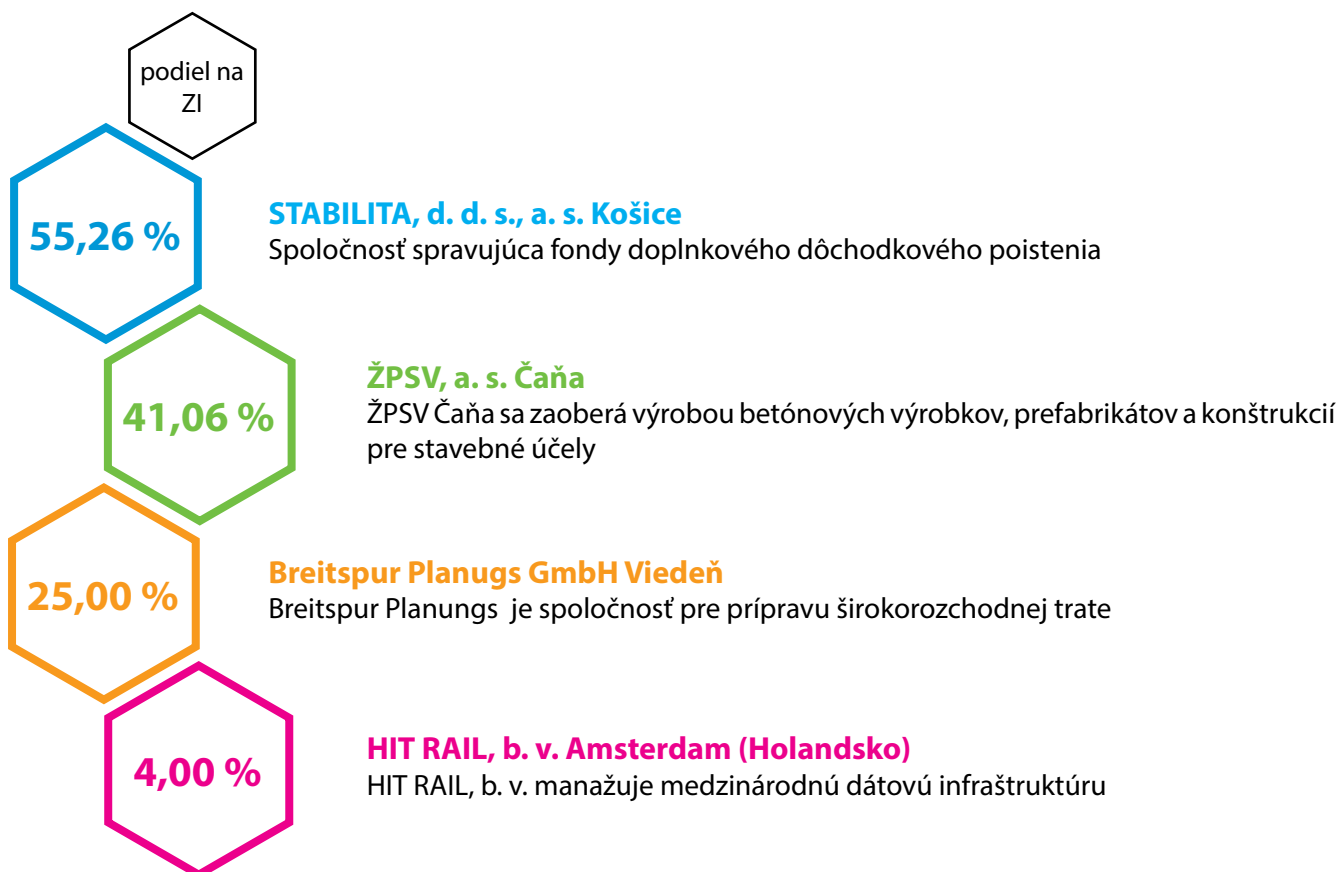 podiel na
ZI
55,26 %
STABILITA, d. d. s., a. s. Košice
Spoločnosť spravujúca fondy doplnkového dôchodkového poistenia
41,06 %
ŽPSV, a. s. Čaňa
ŽPSV Čaňa sa zaoberá výrobou betónových výrobkov, prefabrikátov a konštrukcií
pre stavebné účely
25,00 %
Breitspur Planugs GmbH Viedeň
Breitspur Planungs je spoločnosť pre prípravu širokorozchodnej trate
4,00 %
HIT RAIL, b. v. Amsterdam (Holandsko)
HIT RAIL, b. v. manažuje medzinárodnú dátovú infraštruktúru